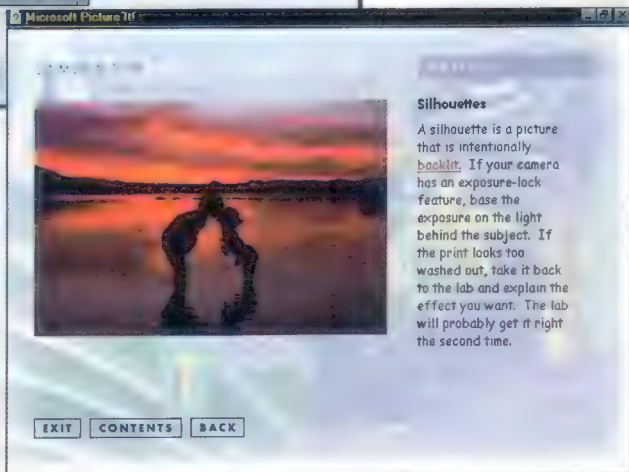 Microsoft Picture It!
Silhouettes
A silhouette is a picture
that is intentionally
backlit. If your camera
has an exposure-lock
feature, base the
exposure on the light
behind the subject. If
the print looks too
washed out, take it back
to the lab and explain the
effect you want. The lab
will probably get it right
the second time.
EXIT CONTENTS BACK